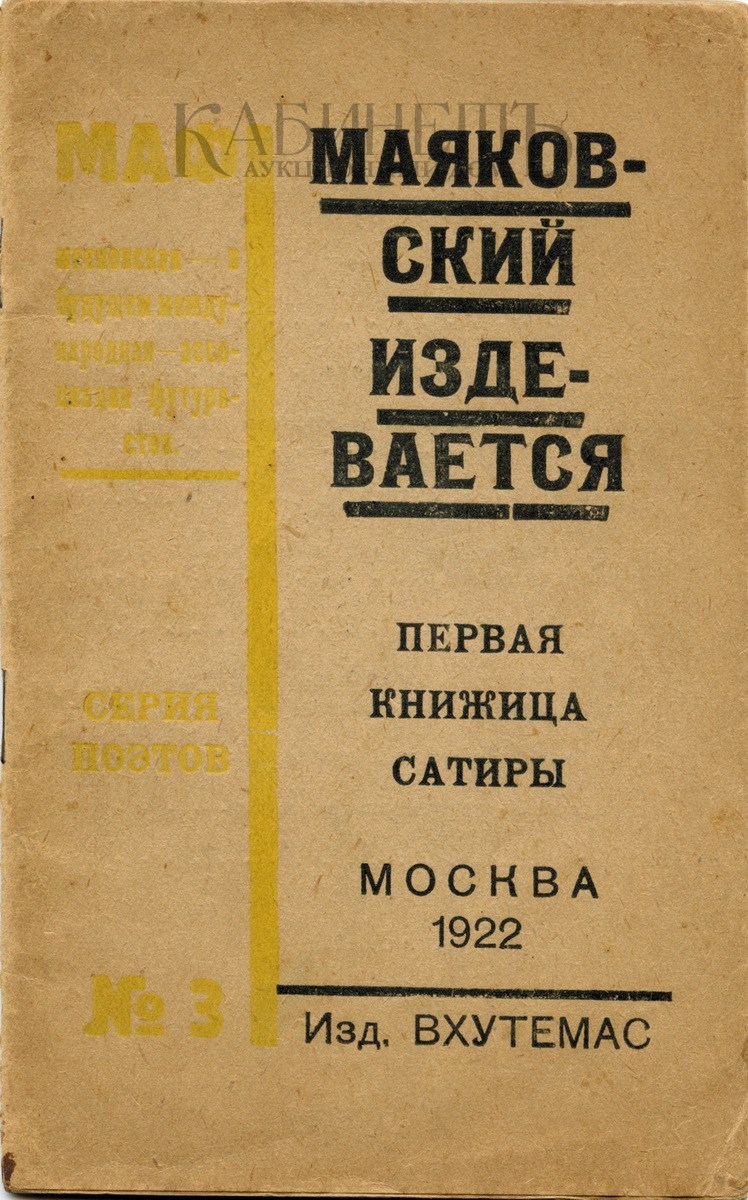 КАБИНЕТЪ
МАФ
московская — в
будущем между-
народная — ассо-
циация футури-
стов.
СЕРИЯ
ПОЭТОВ
№ 3
МАЯКОВ-
СКИЙ
ИЗДЕ-
ВАЕТСЯ
ПЕРВАЯ
КНИЖИЦА
САТИРЫ
МОСКВА
1922
Изд. ВХУТЕМАС